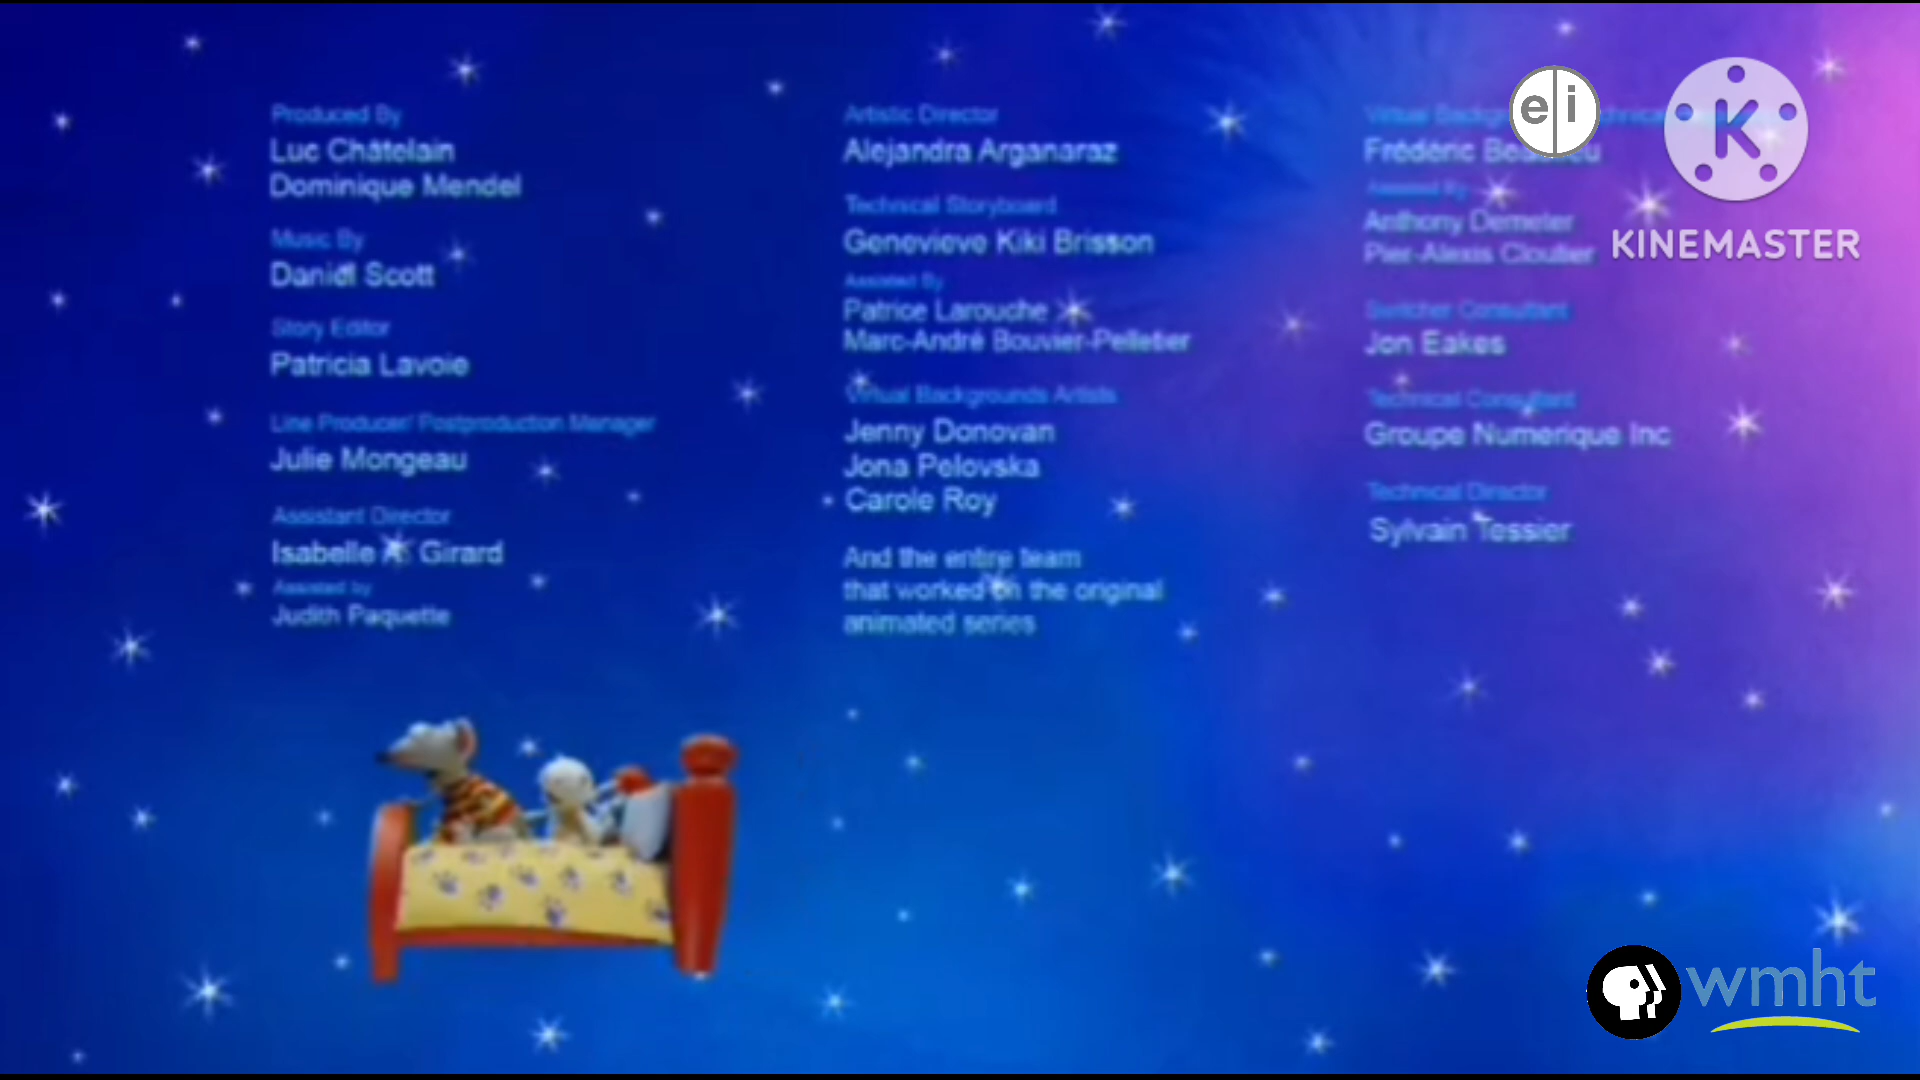 Produced By
Luc Châtelain
Dominique Mendel
Music By
Daniel Scott
Story Editor
Patricia Lavoie
Line Producer/ Postproduction Manager
Julie Mongeau
Assistant Director
Isabelle A. Girard
Assisted by
Judith Paquette
Artistic Director
Alejandra Arganaraz
Technical Storyboard
Genevieve Kiki Brisson
Assisted By
Patrice Larouche
Marc-André Bouvier-Pelletier
Virtual Backgrounds Artists
Jenny Donovan
Jona Pelovska
Carole Roy
And the entire team
that worked on the original
animated series
Virtual
Frédéric
Assisted By
Anthony Demeter
Pier-Alexis Cloutier
Switcher Consultant
Jon Eakes
Technical Consultant
Groupe Numerique Inc
Technical Director
Sylvain Tessier
e|i
K
KINEMASTER
wmht